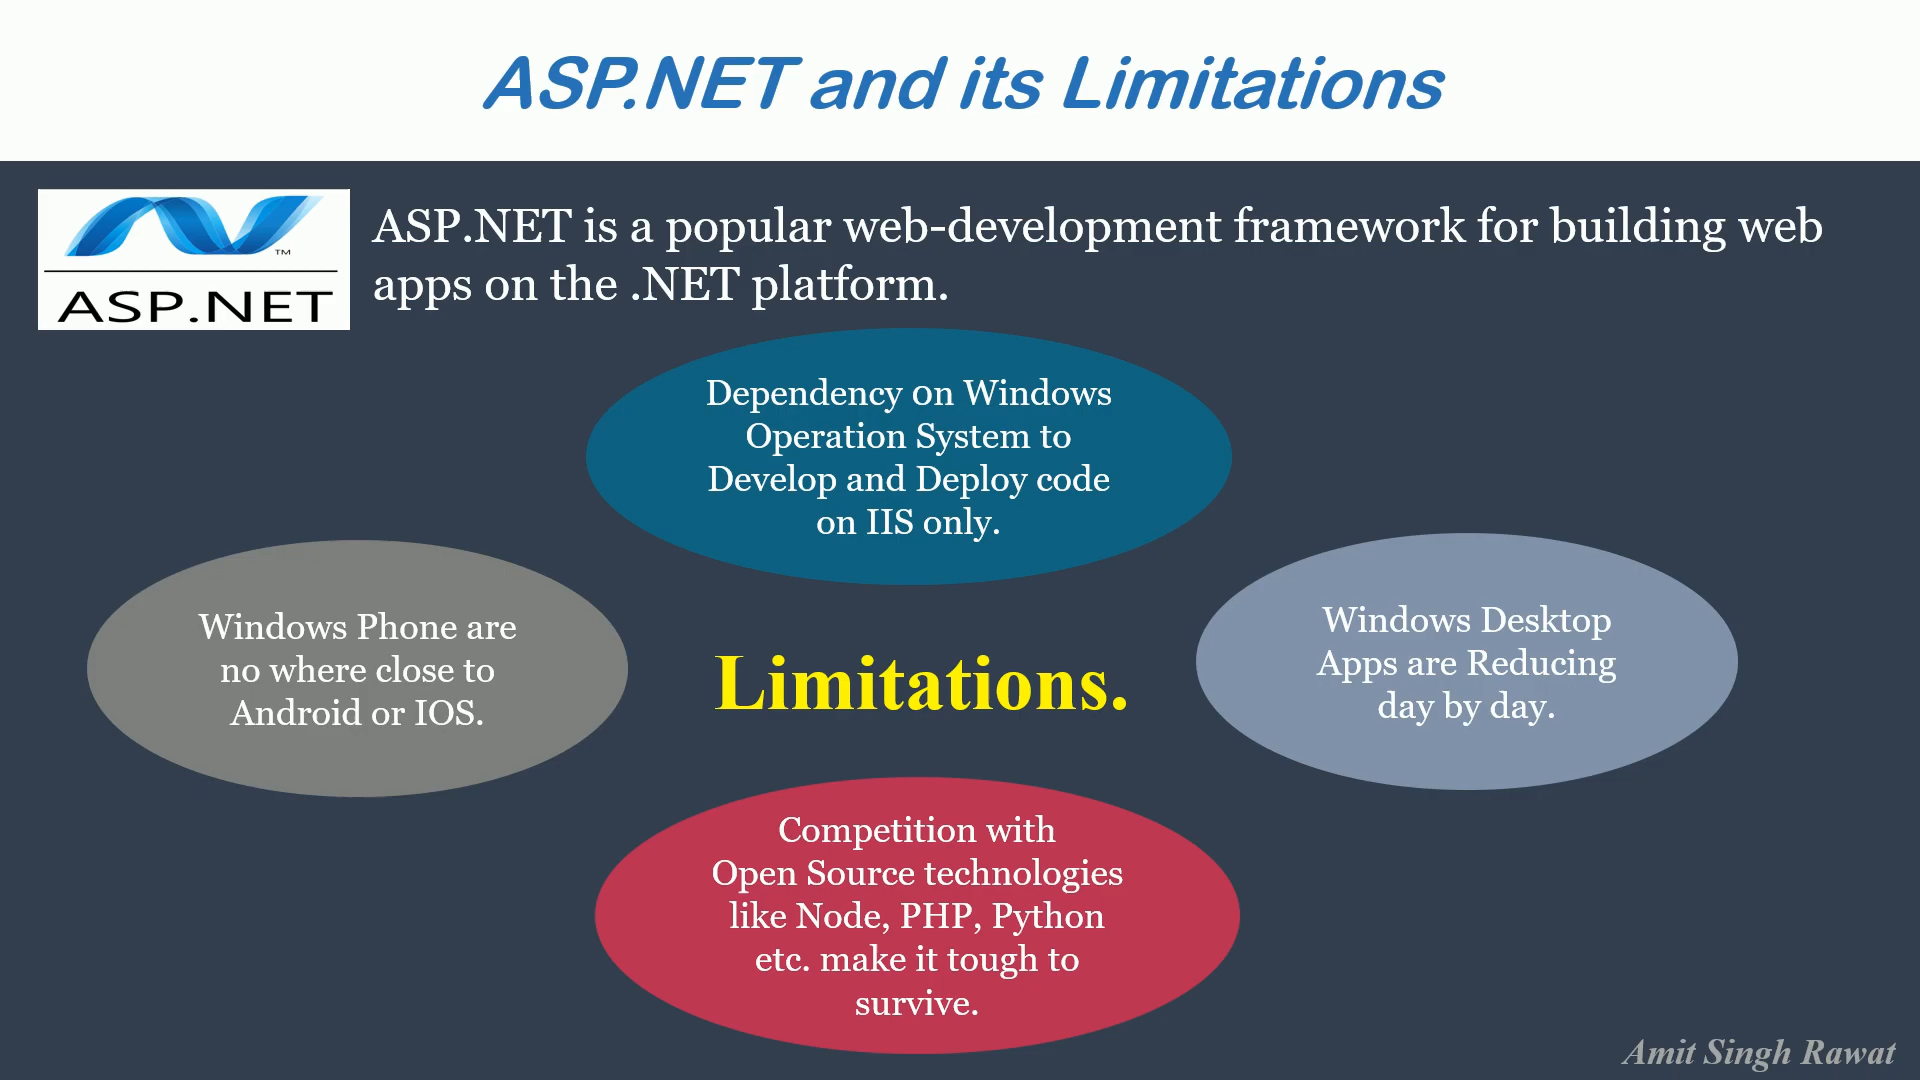 ASP.NET and its Limitations
™
ASP.NET
ASP.NET is a popular web-development framework for building web
apps on the .NET platform.
Dependency on Windows
Operation System to
Develop and Deploy code
on IIS only.
Windows Phone are
no where close to
Android or IOS.
Limitations.
Windows Desktop
Apps are Reducing
day by day.
Competition with
Open Source technologies
like Node, PHP, Python
etc. make it tough to
survive.
Amit Singh Rawat